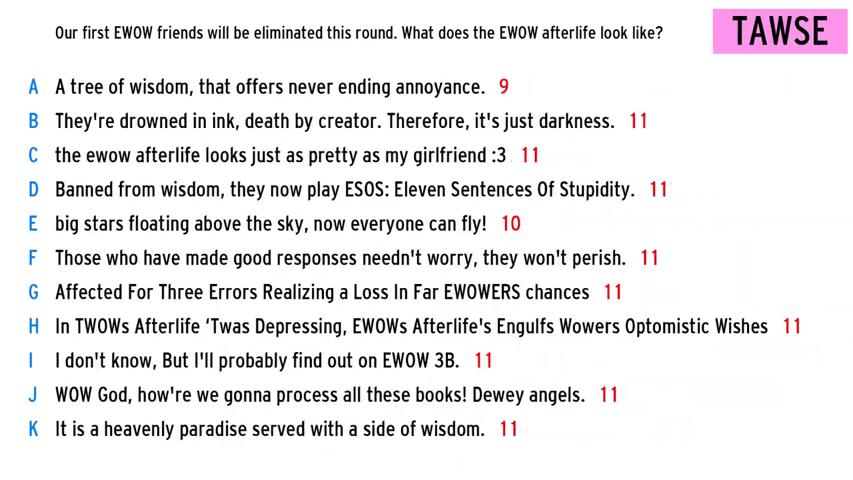 Our first EWOW friends will be eliminated this round. What does the EWOW afterlife look like?
TAWSE
A A tree of wisdom, that offers never ending annoyance. 9
B They're drowned in ink, death by creator. Therefore, it's just darkness. 11
C the ewow afterlife looks just as pretty as my girlfriend :3 11
D Banned from wisdom, they now play ESOS: Eleven Sentences Of Stupidity. 11
E big stars floating above the sky, now everyone can fly! 10
F Those who have made good responses needn't worry, they won't perish. 11
G Affected For Three Errors Realizing a Loss In Far EWOWERS chances 11
H In TWOWs Afterlife ‘Twas Depressing, EWOWs Afterlife's Engulfs Wowers Optomistic Wishes 11
I I don't know, But I'll probably find out on EWOW 3B. 11
J WOW God, how're we gonna process all these books! Dewey angels. 11
K It is a heavenly paradise served with a side of wisdom. 11